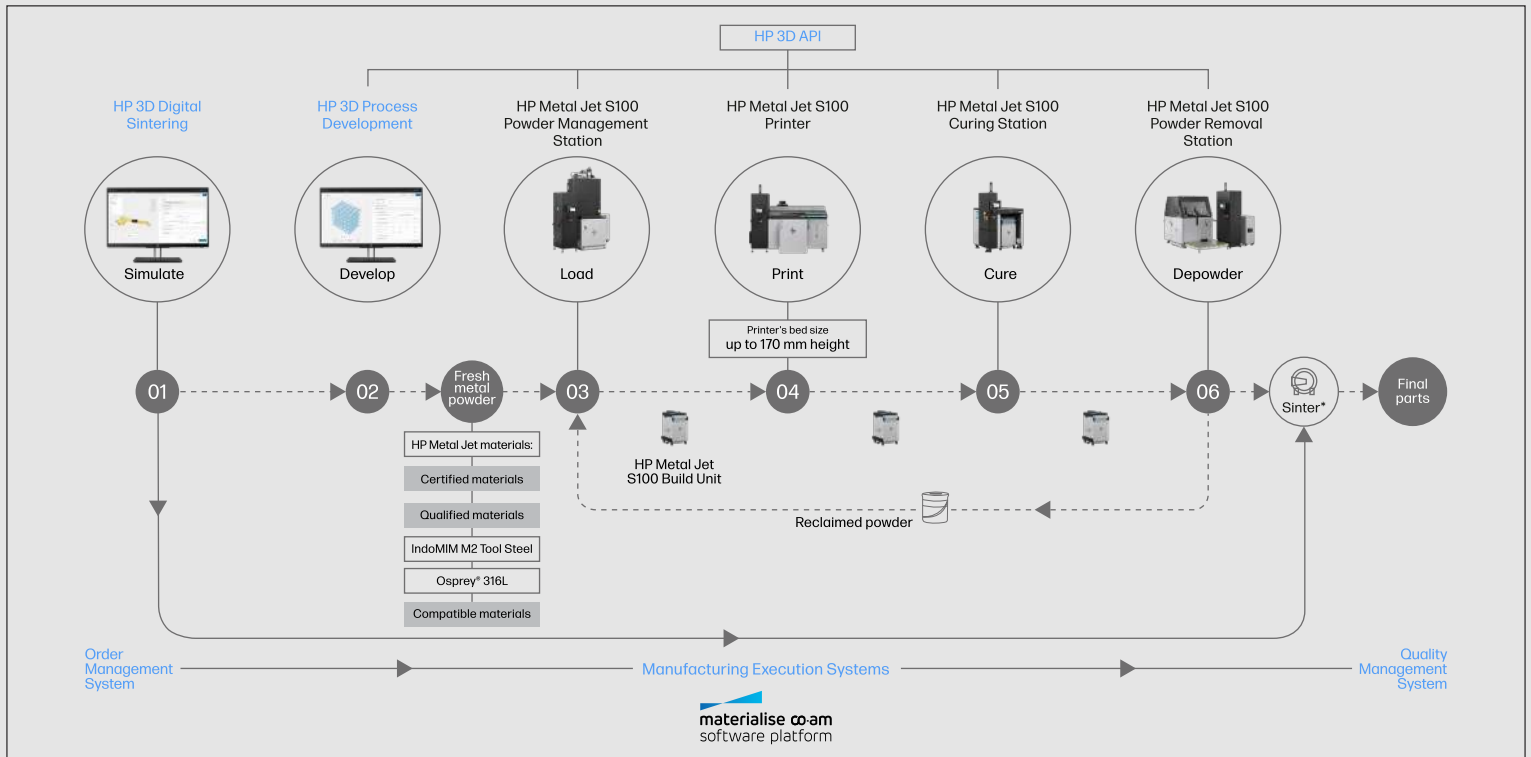 HP 3D API
HP 3D Digital
Sintering
HP 3D Process
Development
HP Metal Jet S100
Powder Management
Station
HP Metal Jet S100
Printer
HP Metal Jet S100
Curing Station
HP Metal Jet S100
Powder Removal
Station
Simulate
Develop
Load
Print
Cure
Depowder
Printer's bed size
up to 170 mm height
01
02
Fresh
metal
powder
03
04
05
06
Sinter*
Final
parts
HP Metal Jet materials:
Certified materials
Qualified materials
IndoMIM M2 Tool Steel
Osprey® 316L
Compatible materials
HP Metal Jet
S100 Build Unit
Reclaimed powder
Order
Management
System
Manufacturing Execution Systems
Quality
Management
System
materialise co·am
software platform